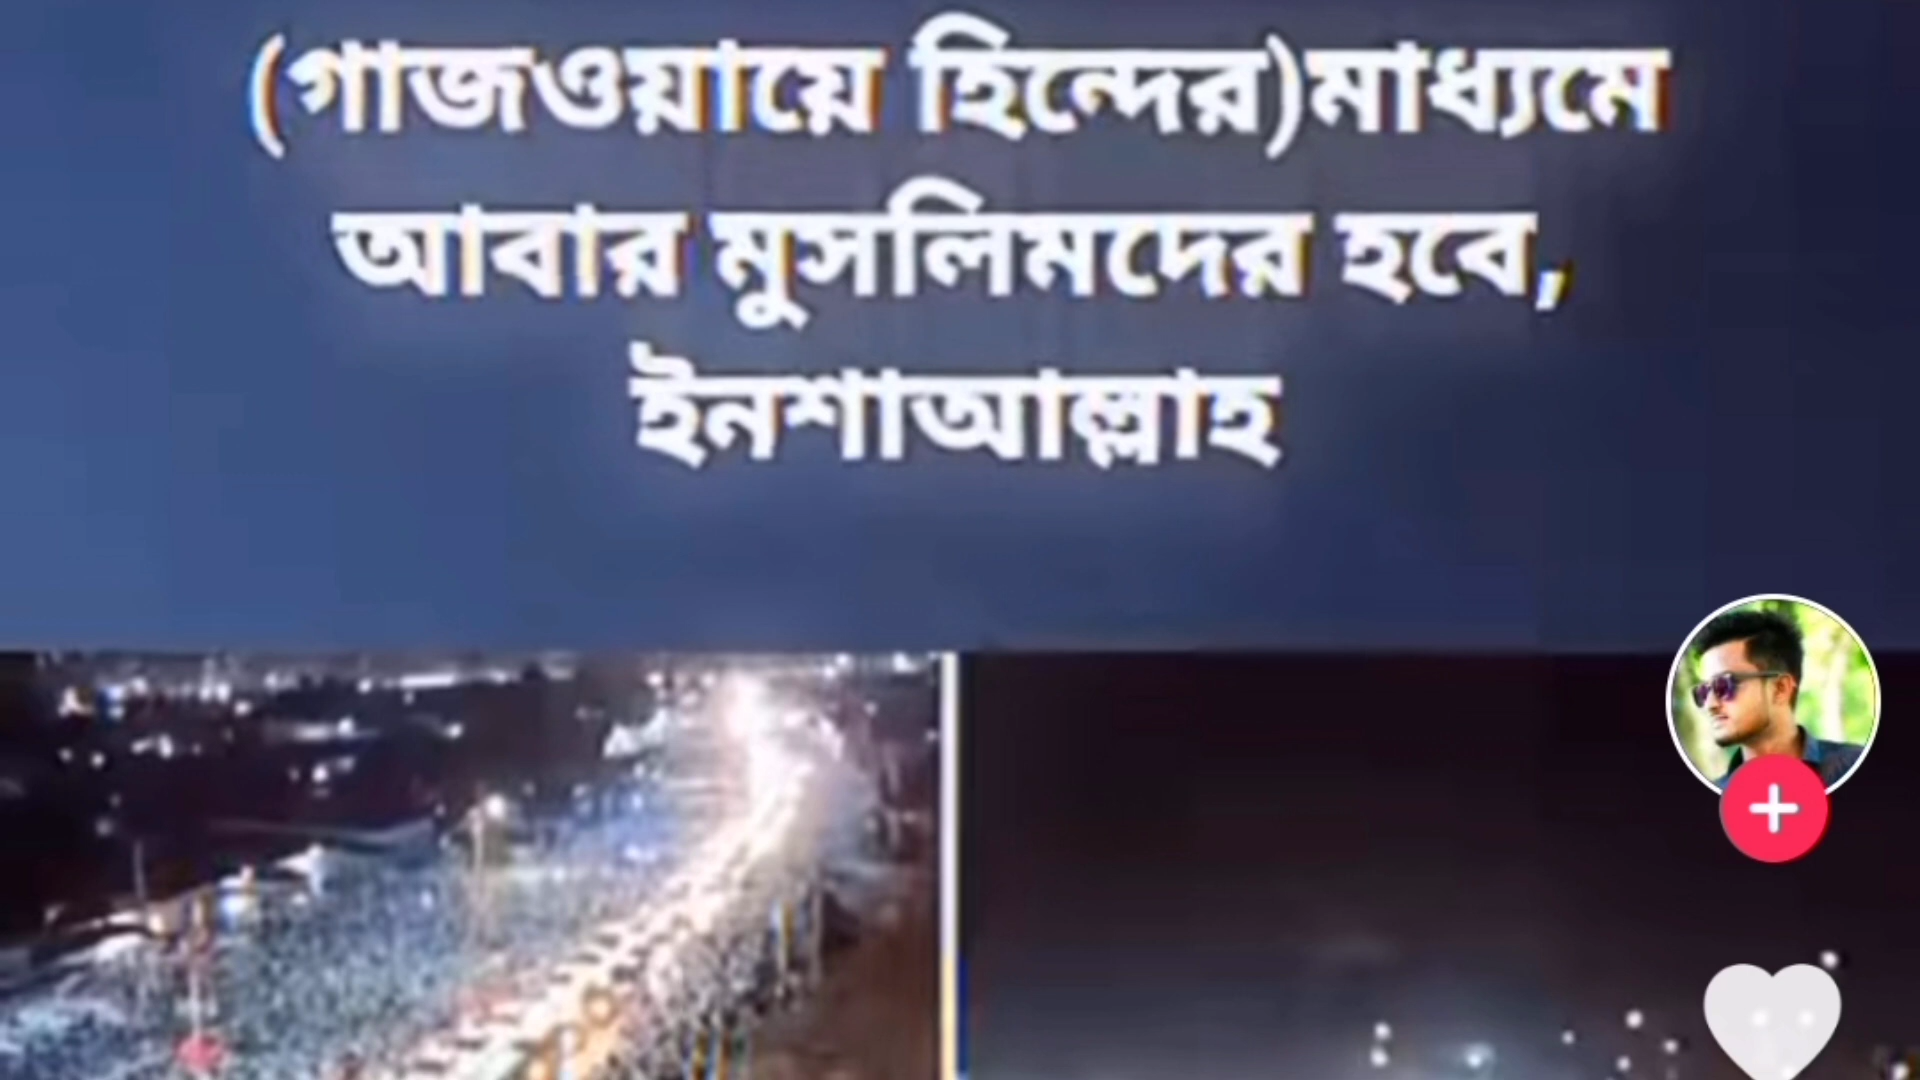 (গাজওয়ায়ে হিন্দের)মাধ্যমে
আবার মুসলিমদের হবে,
ইনশাআল্লাহ